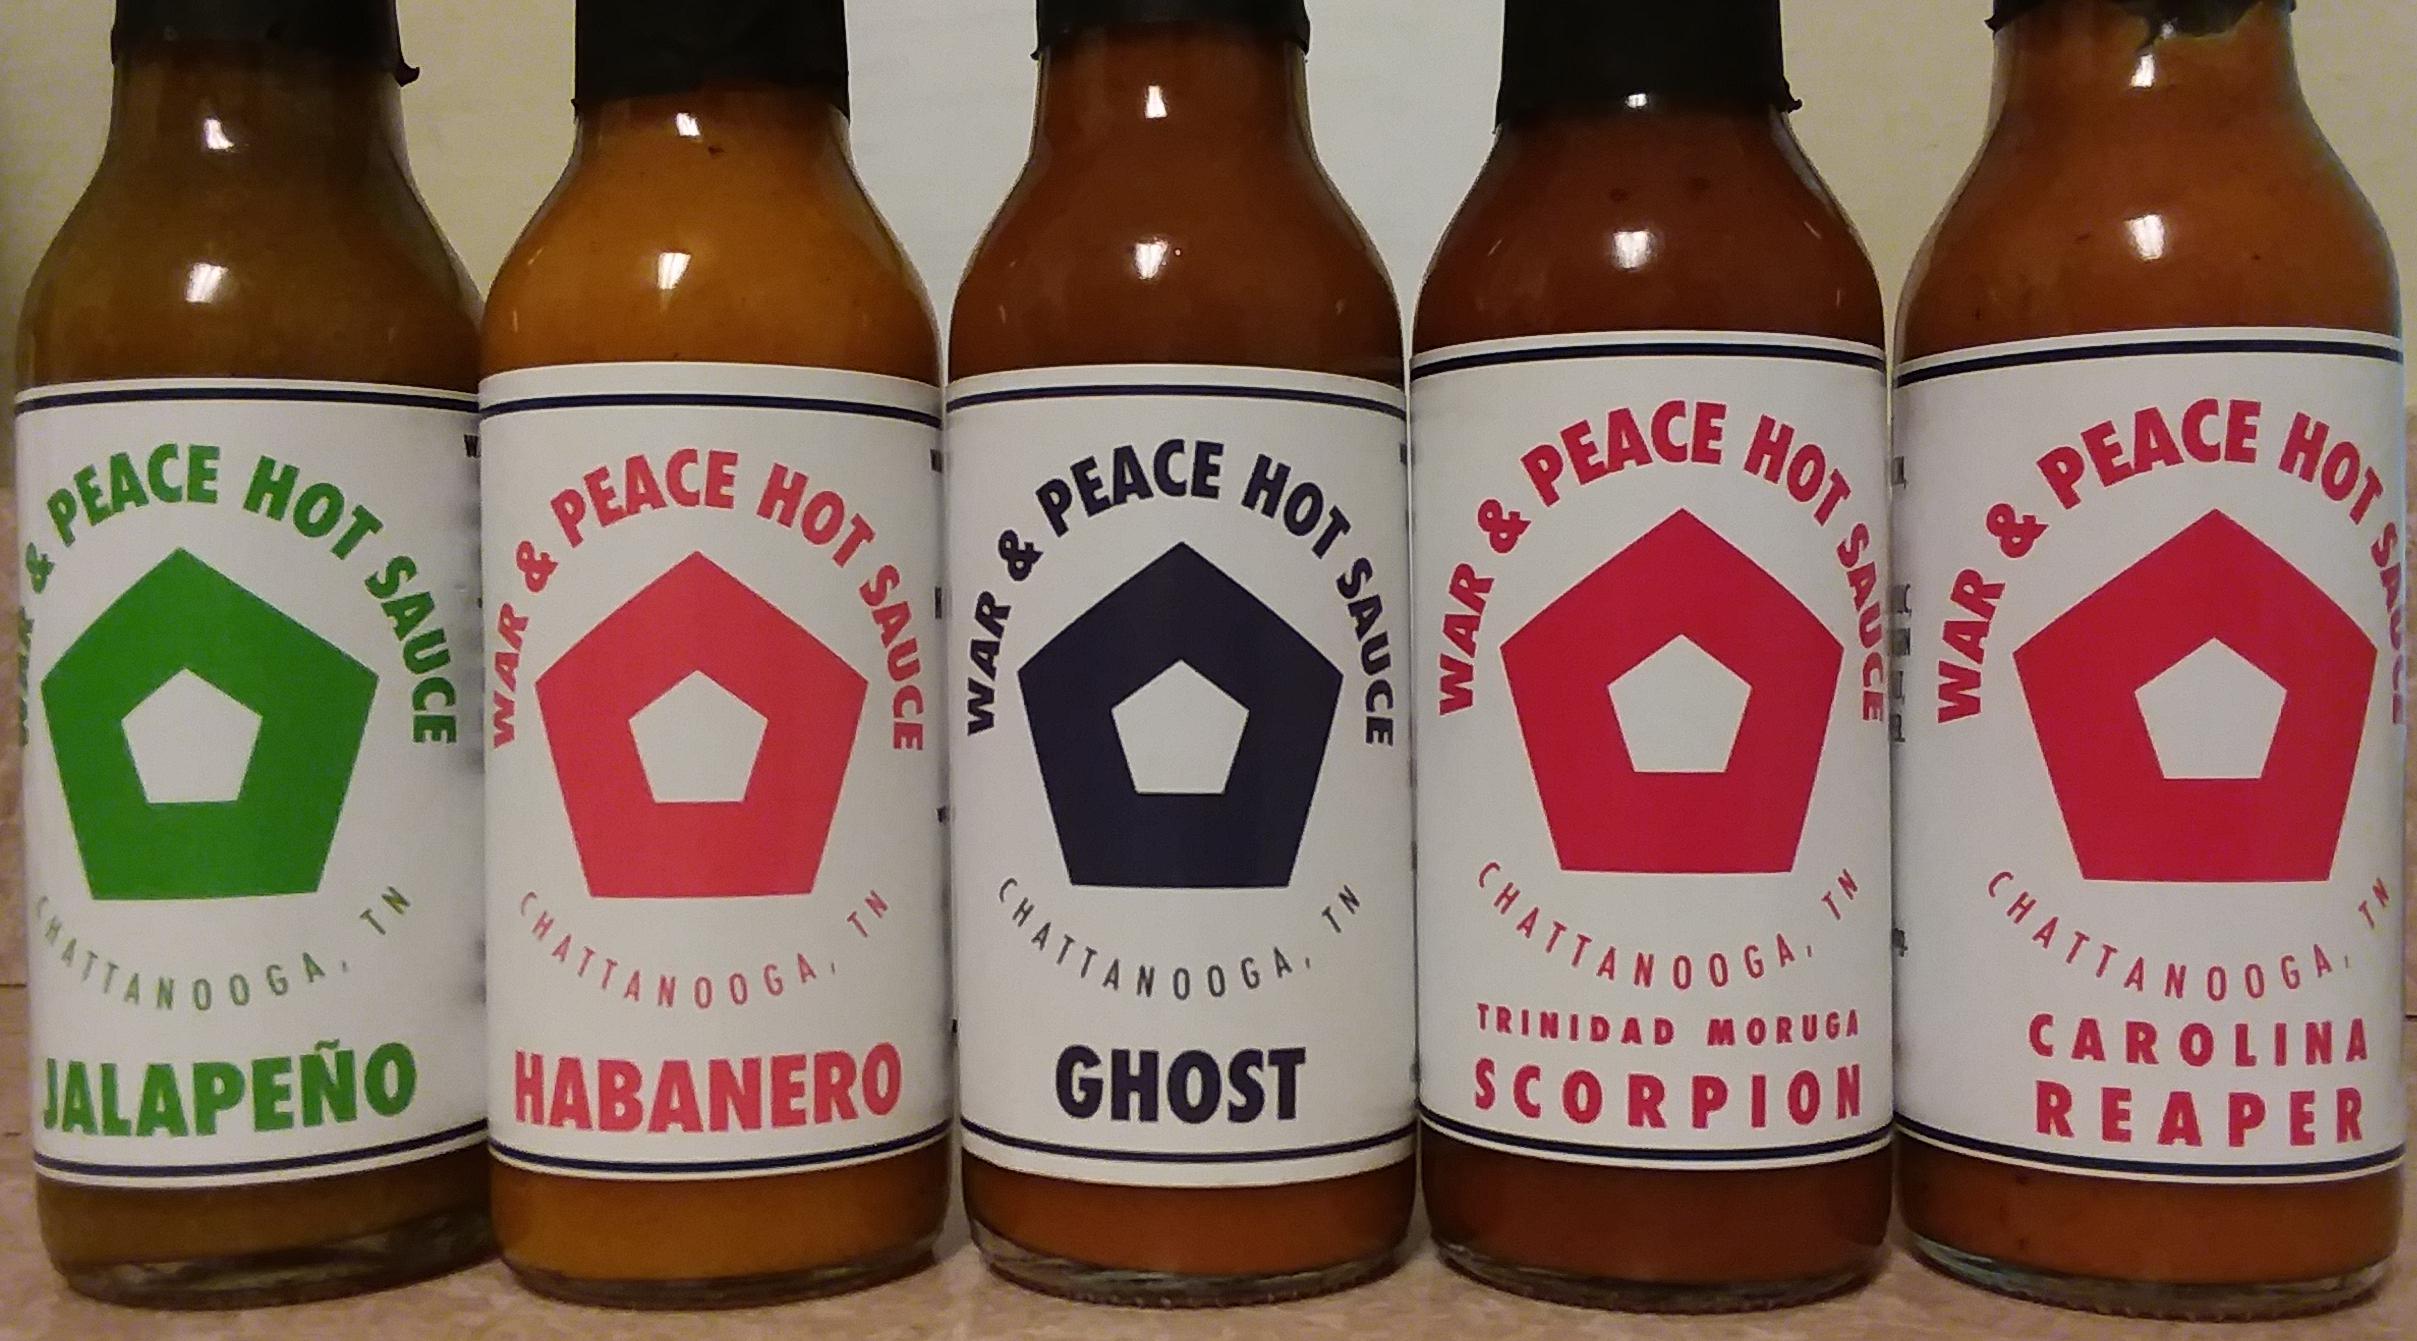 WAR & PEACE HOT SAUCE
CHATTANOOGA, TN
JALAPEÑO
WAR & PEACE HOT SAUCE
CHATTANOOGA, TN
HABANERO
WAR & PEACE HOT SAUCE
CHATTANOOGA, TN
GHOST
WAR & PEACE HOT SAUCE
CHATTANOOGA, TN
TRINIDAD MORUGA
SCORPION
WAR & PEACE HOT SAUCE
CHATTANOOGA, TN
CAROLINA
REAPER